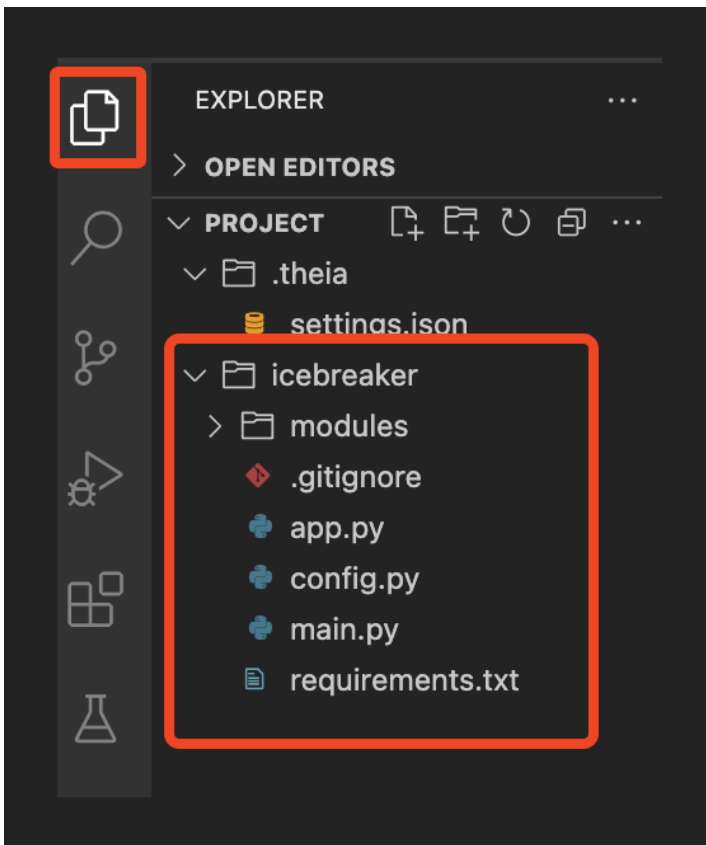 EXPLORER
OPEN EDITORS
PROJECT
.theia
settings.json
icebreaker
modules
.gitignore
app.py
config.py
main.py
requirements.txt